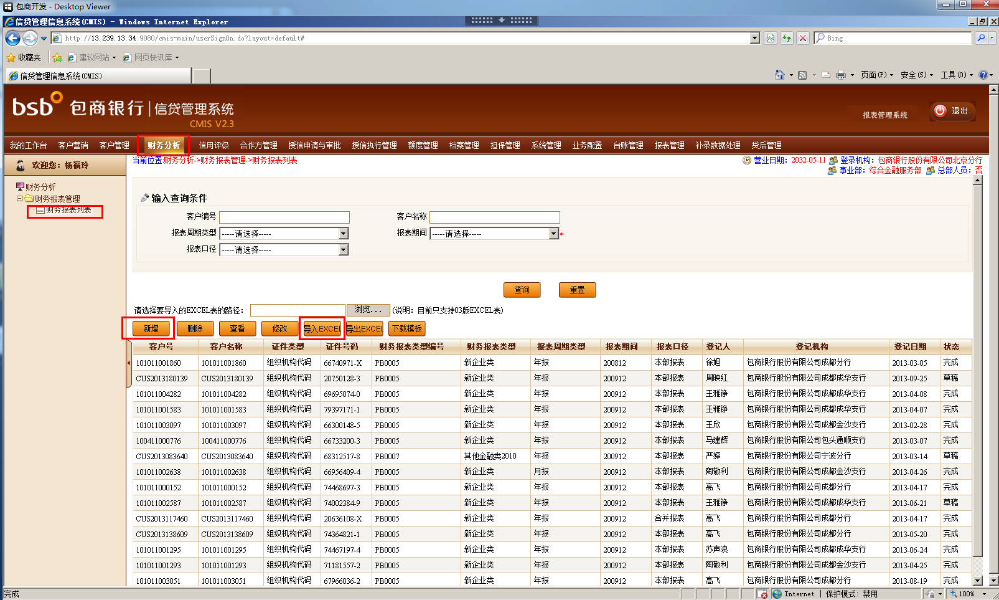 包商开发 - Desktop Viewer
信贷管理信息系统(CMIS) - Windows Internet Explorer
http://13.239.13.34:9080/cmis-main/userSignOn.do?layout=default#
Bing
收藏夹 建议网站 网页快讯库
信贷管理信息系统(CMIS)
页面(P) 安全(S) 工具(O)
bsb 包商银行 | 信贷管理系统
CMIS V2.3
报表管理系统 退出
我的工作台 客户营销 客户管理 财务分析 信用评级 合作方管理 授信申请与审批 授信执行管理 额度管理 档案管理 担保管理 系统管理 业务配置 台账管理 报表管理 补录数据处理 贷后管理
欢迎您：杨福玲
当前位置:财务分析->财务报表管理->财务报表列表
营业日期：2032-05-11 登录机构：包商银行股份有限公司北京分行
事业部：综合金融服务部 总部人员：否
财务分析
财务报表管理
财务报表列表
输入查询条件
客户编号 客户名称
报表周期类型 -----请选择----- 报表期间 -----请选择----- *
报表口径 -----请选择-----
查询 重置
请选择要导入的EXCEL表的路径： 浏览... (说明：目前只支持03版EXCEL表)
新增 删除 查看 修改 导入EXCEL 导出EXCEL 下载模板
客户号 客户名称 证件类型 证件号码 财务报表类型编号 财务报表类型 报表周期类型 报表期间 报表口径 登记人 登记机构 登记日期 状态
101011001860 101011001860 组织机构代码 66740971-X PB0005 新企业类 年报 200812 本部报表 徐旭 包商银行股份有限公司成都分行 2013-03-05 完成
CUS2013180139 CUS2013180139 组织机构代码 20750128-3 PB0005 新企业类 年报 200912 本部报表 周映红 包商银行股份有限公司成都成华支行 2013-09-25 草稿
101011004282 101011004282 组织机构代码 69695074-0 PB0005 新企业类 年报 200912 本部报表 王雅铮 包商银行股份有限公司成都成华支行 2013-04-08 完成
101011001583 101011001583 组织机构代码 79397171-1 PB0005 新企业类 年报 200912 本部报表 王雅铮 包商银行股份有限公司成都成华支行 2013-04-07 完成
101011003097 101011003097 组织机构代码 66300148-5 PB0005 新企业类 年报 200912 本部报表 王欣 包商银行股份有限公司成都金沙支行 2013-02-28 完成
100411000776 100411000776 组织机构代码 66733200-3 PB0005 新企业类 年报 200912 本部报表 马建辉 包商银行股份有限公司包头通顺支行 2013-03-07 完成
CUS2013083640 CUS2013083640 组织机构代码 68312517-8 PB0007 其他金融类2010 年报 200912 本部报表 严婷 包商银行股份有限公司宁波分行 2013-03-14 草稿
101011002638 101011002638 组织机构代码 66956409-4 PB0005 新企业类 月报 200912 本部报表 陶敬利 包商银行股份有限公司成都金沙支行 2013-04-26 完成
101011000152 101011000152 组织机构代码 74468697-3 PB0005 新企业类 年报 200912 本部报表 高飞 包商银行股份有限公司成都分行 2013-04-17 完成
101011002587 101011002587 组织机构代码 74002384-9 PB0005 新企业类 年报 200912 本部报表 王雅铮 包商银行股份有限公司成都成华支行 2013-06-21 草稿
CUS2013117460 CUS2013117460 组织机构代码 20636108-X PB0005 新企业类 年报 200912 合并报表 高飞 包商银行股份有限公司成都分行 2013-04-17 完成
CUS2013138609 CUS2013138609 组织机构代码 74364821-1 PB0005 新企业类 年报 200912 本部报表 高飞 包商银行股份有限公司成都分行 2013-05-20 完成
101011001295 101011001295 组织机构代码 74467197-4 PB0005 新企业类 年报 200912 本部报表 苏声浪 包商银行股份有限公司成都成华支行 2013-06-24 完成
101011001293 101011001293 组织机构代码 71181557-2 PB0005 新企业类 年报 200912 本部报表 陶敬利 包商银行股份有限公司成都金沙支行 2013-04-25 完成
101011003051 101011003051 组织机构代码 67966036-2 PB0005 新企业类 年报 200912 本部报表 高飞 包商银行股份有限公司成都分行 2013-08-19 完成
完成 Internet | 保护模式: 禁用 100%